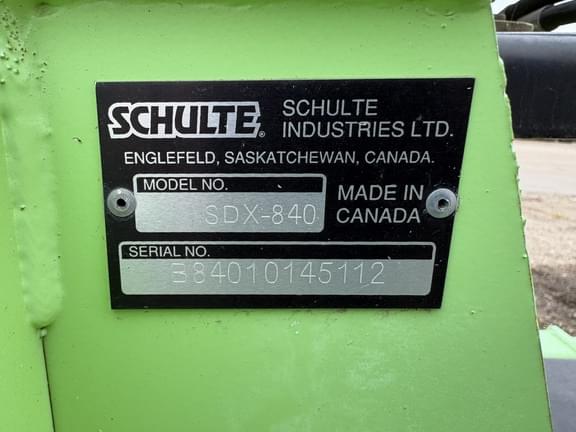 SCHULTE® SCHULTE
INDUSTRIES LTD.
ENGLEFELD, SASKATCHEWAN, CANADA.
MODEL NO.
SDX-840
MADE IN
CANADA
SERIAL NO.
B84010145112